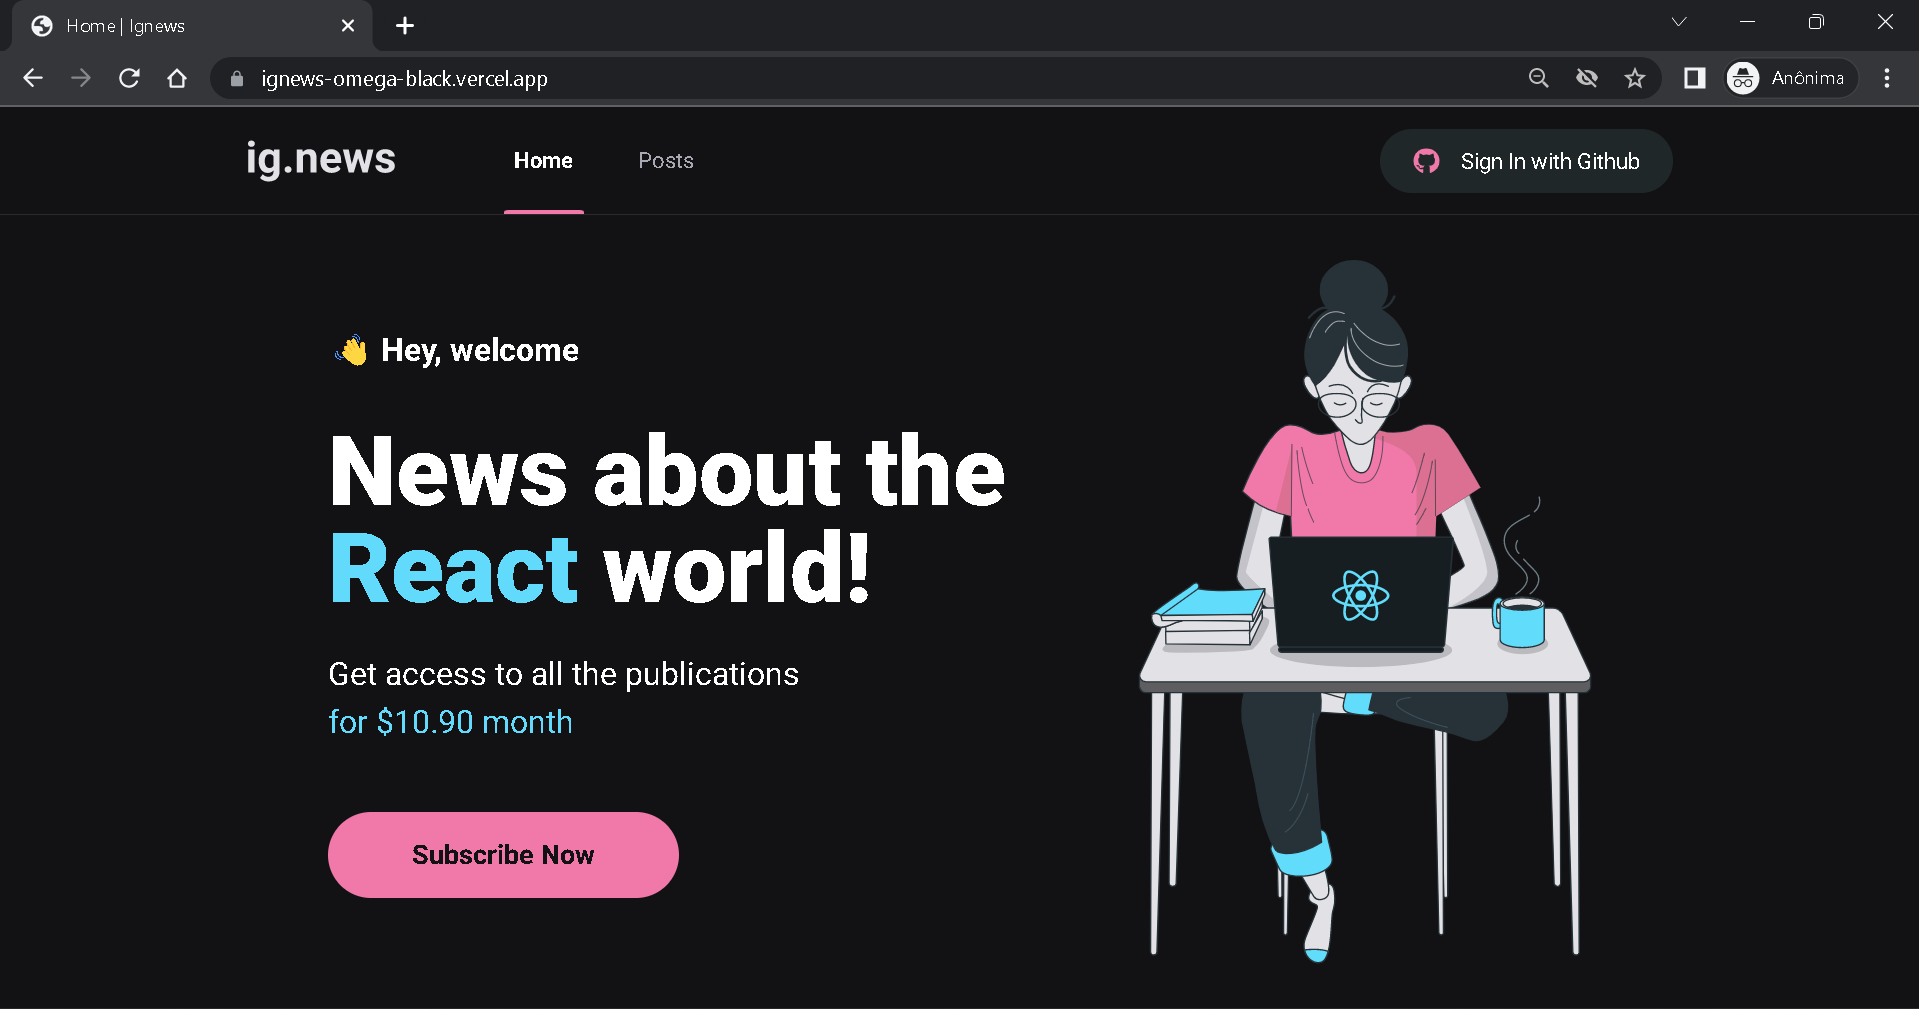 Home | Ignews
ignews-omega-black.vercel.app
Anônima
ig.news
Home
Posts
Sign In with Github
👋 Hey, welcome
News about the
React world!
Get access to all the publications
for $10.90 month
Subscribe Now